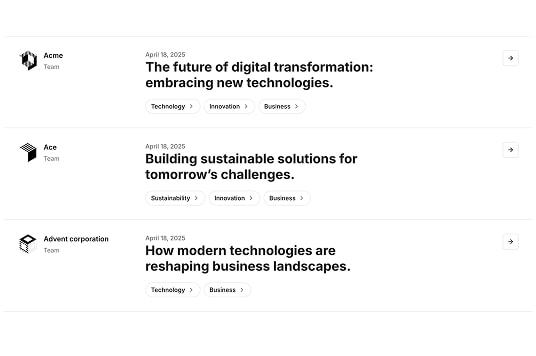 Acme
Team
April 18, 2025
The future of digital transformation:
embracing new technologies.
Technology
Innovation
Business
Ace
Team
April 18, 2025
Building sustainable solutions for
tomorrow’s challenges.
Sustainability
Innovation
Business
Advent corporation
Team
April 18, 2025
How modern technologies are
reshaping business landscapes.
Technology
Business